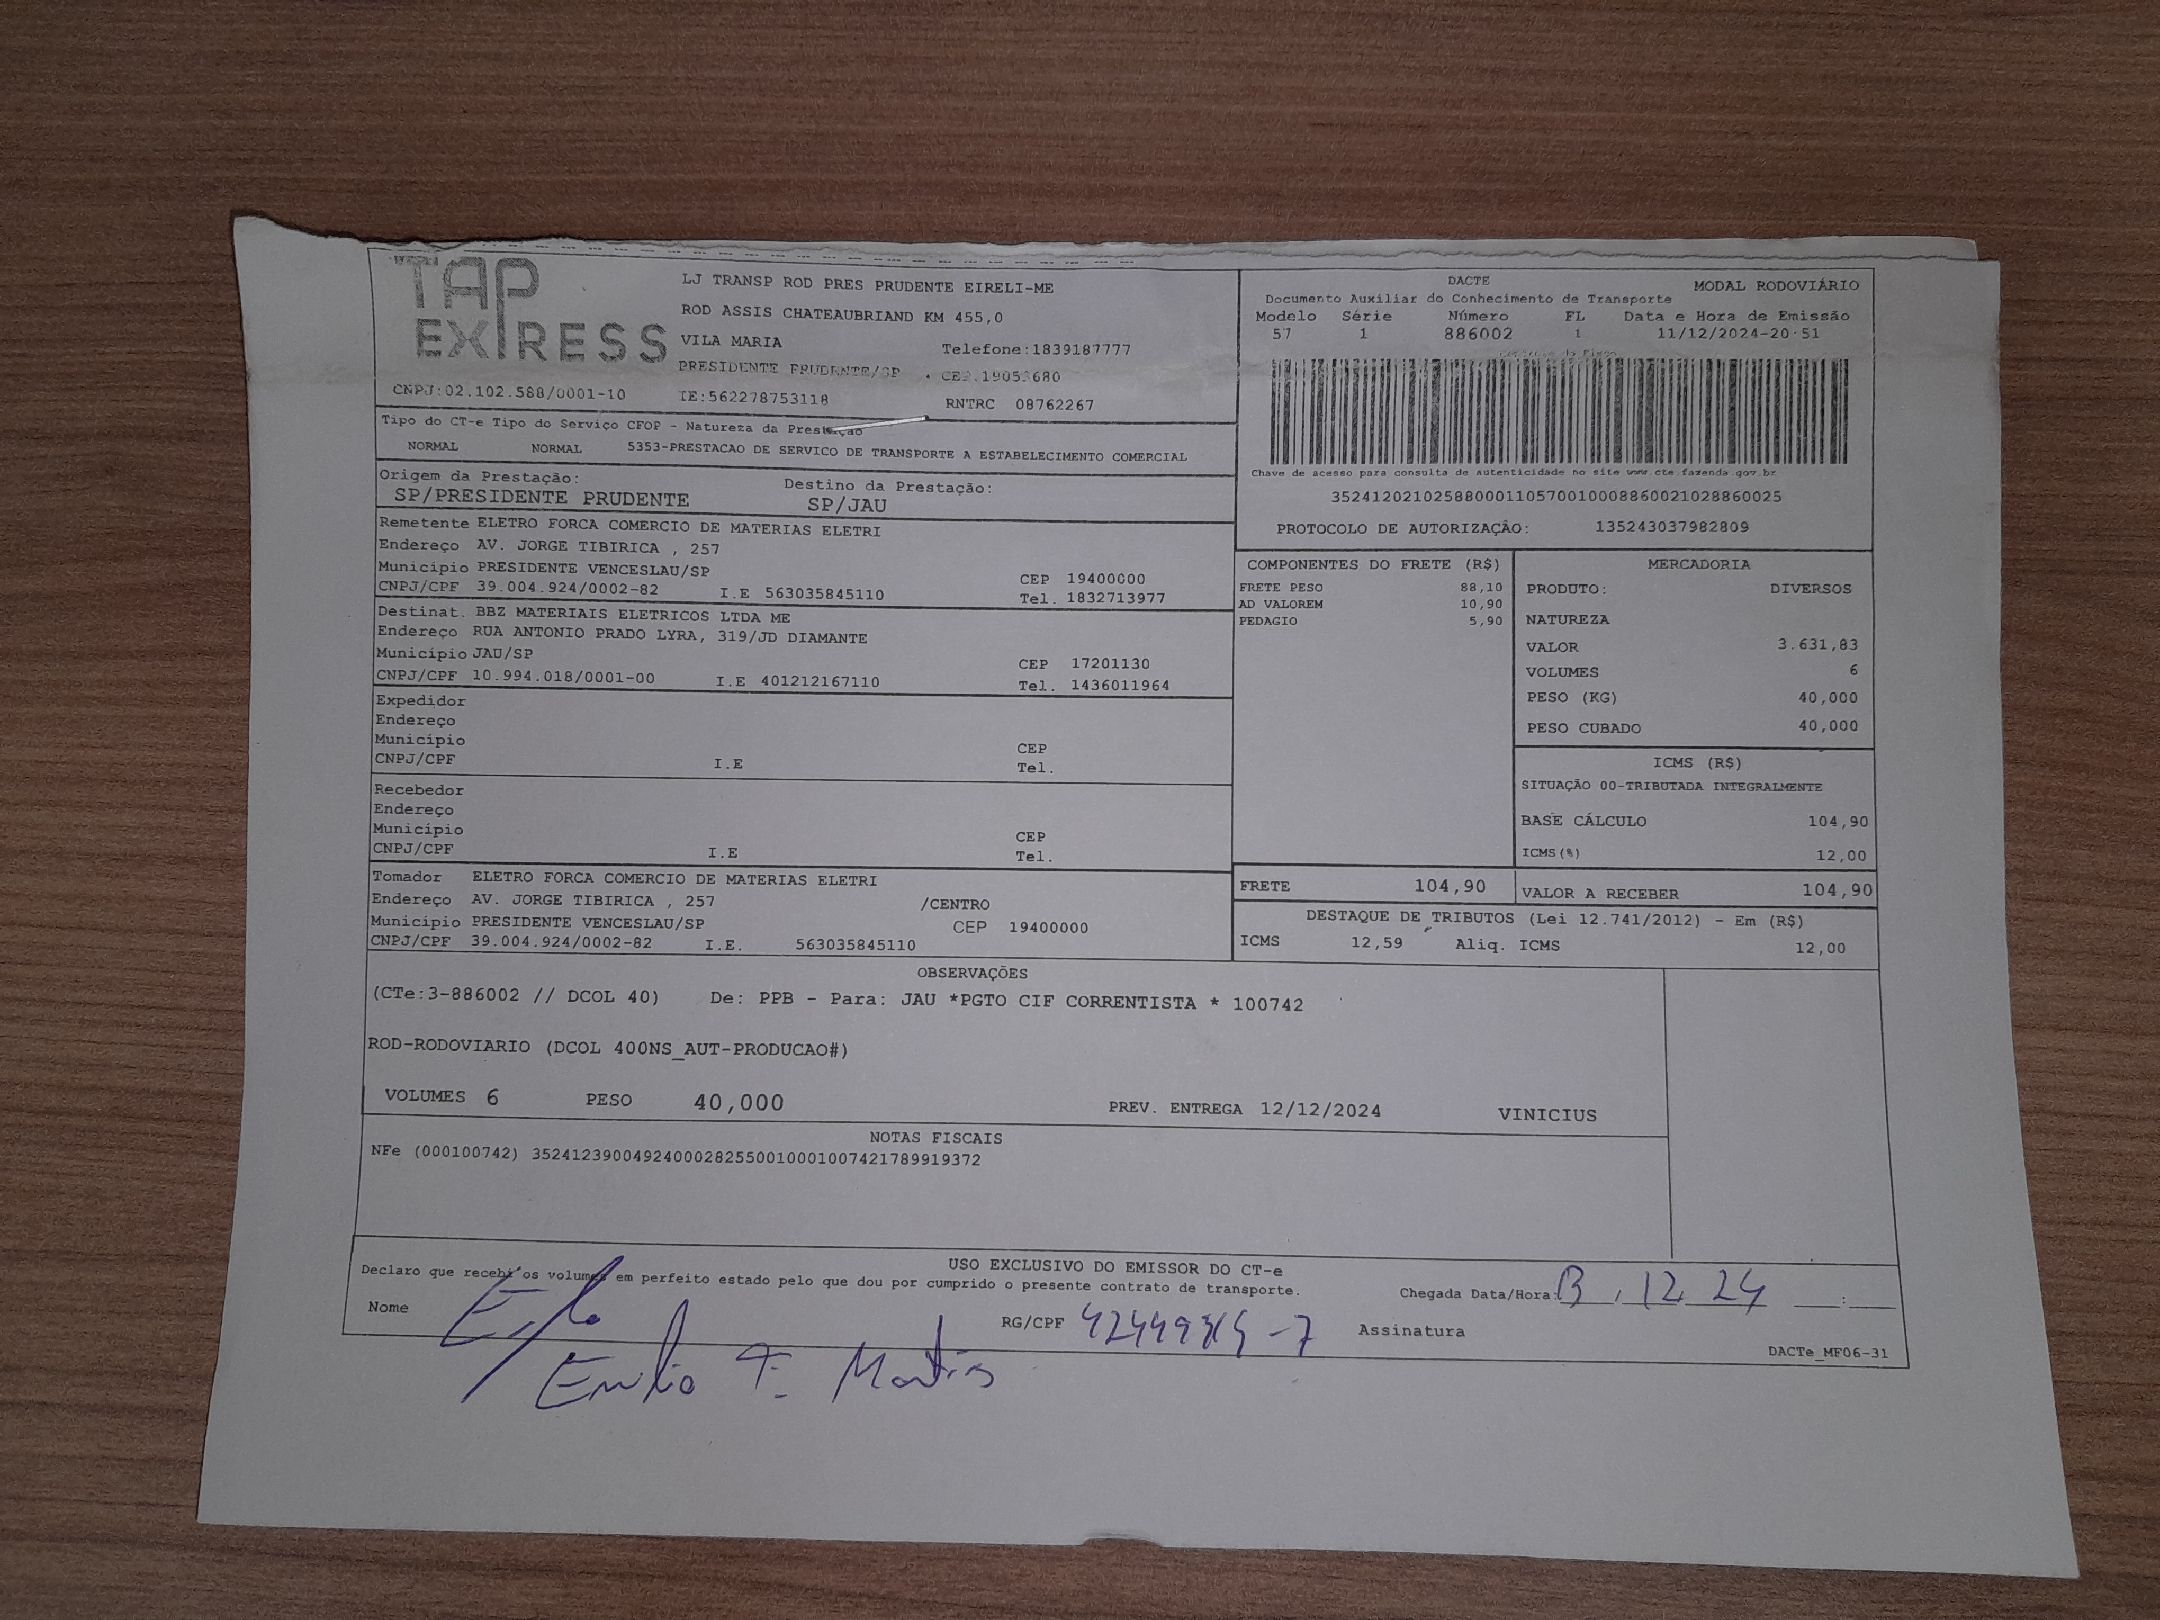 TAP
EXPRESS
CNPJ:02.102.588/0001-10
LJ TRANSP ROD PRES PRUDENTE EIRELI-ME
ROD ASSIS CHATEAUBRIAND KM 455,0
VILA MARIA Telefone:1839187777
PRESIDENTE PRUDENTE/SP
IE:562278753118 RNTRC 08762267
DACTE MODAL RODOVIÁRIO
Documento Auxiliar do Conhecimento de Transporte
Modelo Série Número FL Data e Hora de Emissão
57 1 886002 1 11/12/2024-20:51
Chave de acesso para consulta de autenticidade no site www.cte.fazenda.gov.br
35241202102588000110570010008860021028860025
PROTOCOLO DE AUTORIZAÇÃO: 135243037982809
Tipo do CT-e Tipo do Serviço CFOP - Natureza da Prestação
NORMAL NORMAL 5353-PRESTACAO DE SERVICO DE TRANSPORTE A ESTABELECIMENTO COMERCIAL
Origem da Prestação: Destino da Prestação:
SP/PRESIDENTE PRUDENTE SP/JAU
Remetente ELETRO FORCA COMERCIO DE MATERIAS ELETRI
Endereço AV. JORGE TIBIRICA , 257
Município PRESIDENTE VENCESLAU/SP CEP 19400000
CNPJ/CPF 39.004.924/0002-82 I.E 563035845110 Tel. 1832713977
Destinat. BBZ MATERIAIS ELETRICOS LTDA ME
Endereço RUA ANTONIO PRADO LYRA, 319/JD DIAMANTE
Município JAU/SP CEP 17201130
CNPJ/CPF 10.994.018/0001-00 I.E 401212167110 Tel. 1436011964
Expedidor
Endereço
Município CEP
CNPJ/CPF I.E Tel.
Recebedor
Endereço
Município CEP
CNPJ/CPF I.E Tel.
Tomador ELETRO FORCA COMERCIO DE MATERIAS ELETRI
Endereço AV. JORGE TIBIRICA , 257 /CENTRO
Município PRESIDENTE VENCESLAU/SP CEP 19400000
CNPJ/CPF 39.004.924/0002-82 I.E. 563035845110
COMPONENTES DO FRETE (R$)
FRETE PESO 88,10
AD VALOREM 10,90
PEDAGIO 5,90
MERCADORIA
PRODUTO: DIVERSOS
NATUREZA
VALOR 3.631,83
VOLUMES 6
PESO (KG) 40,000
PESO CUBADO 40,000
ICMS (R$)
SITUAÇÃO 00-TRIBUTADA INTEGRALMENTE
BASE CÁLCULO 104,90
ICMS(%) 12,00
FRETE 104,90 VALOR A RECEBER 104,90
DESTAQUE DE TRIBUTOS (Lei 12.741/2012) - Em (R$)
ICMS 12,59 Aliq. ICMS 12,00
OBSERVAÇÕES
(CTe:3-886002 // DCOL 40) De: PPB - Para: JAU *PGTO CIF CORRENTISTA * 100742
ROD-RODOVIARIO (DCOL 400NS_AUT-PRODUCAO#)
VOLUMES 6 PESO 40,000 PREV. ENTREGA 12/12/2024 VINICIUS
NOTAS FISCAIS
NFe (000100742) 35241239004924000282550010001007421789919372
USO EXCLUSIVO DO EMISSOR DO CT-e
Declaro que recebi os volumes em perfeito estado pelo que dou por cumprido o presente contrato de transporte.
Chegada Data/Hora: 13 . 12 24 :
Nome RG/CPF Assinatura
Emilio F. Martins
DACTe_MF06-31